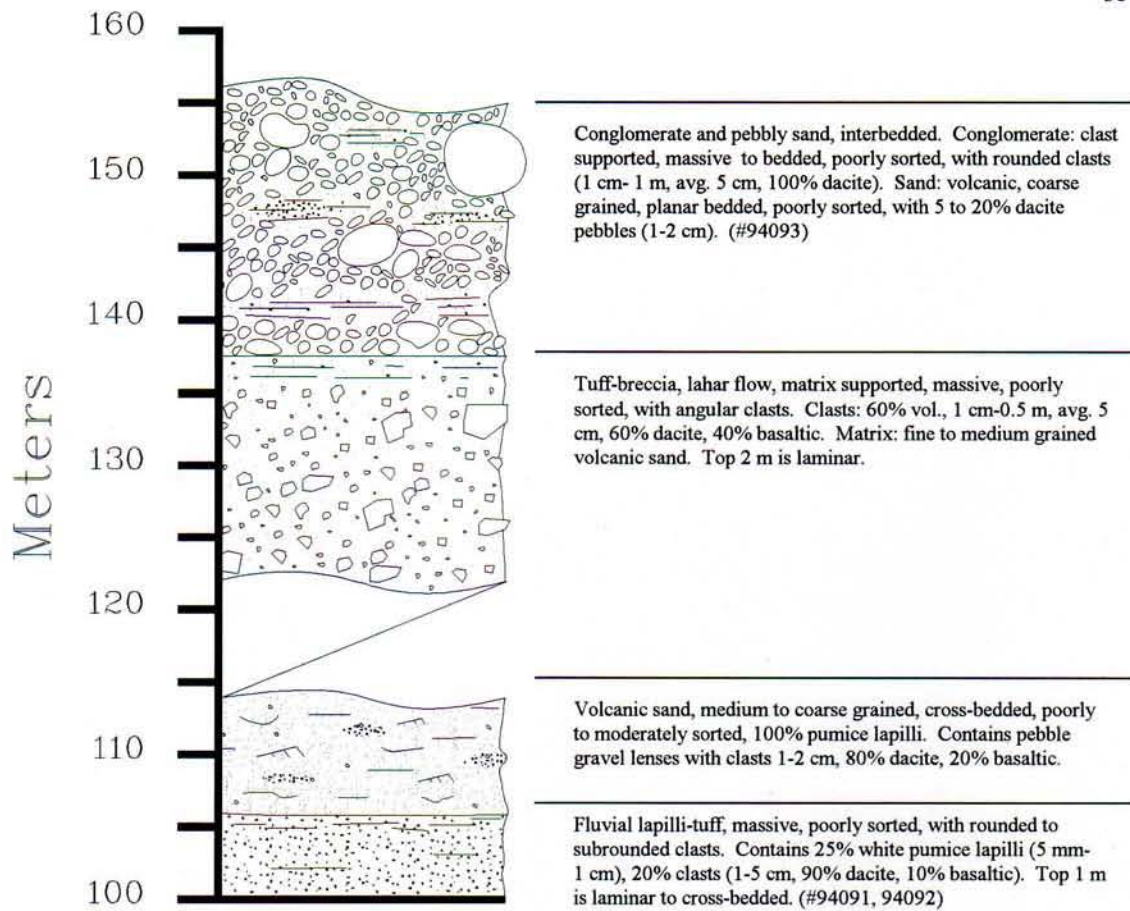 160
150
140
130
120
110
100
Meters
Conglomerate and pebbly sand, interbedded. Conglomerate: clast
supported, massive to bedded, poorly sorted, with rounded clasts
(1 cm- 1 m, avg. 5 cm, 100% dacite). Sand: volcanic, coarse
grained, planar bedded, poorly sorted, with 5 to 20% dacite
pebbles (1-2 cm). (#94093)
Tuff-breccia, lahar flow, matrix supported, massive, poorly
sorted, with angular clasts. Clasts: 60% vol., 1 cm-0.5 m, avg. 5
cm, 60% dacite, 40% basaltic. Matrix: fine to medium grained
volcanic sand. Top 2 m is laminar.
Volcanic sand, medium to coarse grained, cross-bedded, poorly
to moderately sorted, 100% pumice lapilli. Contains pebble
gravel lenses with clasts 1-2 cm, 80% dacite, 20% basaltic.
Fluvial lapilli-tuff, massive, poorly sorted, with rounded to
subrounded clasts. Contains 25% white pumice lapilli (5 mm-
1 cm), 20% clasts (1-5 cm, 90% dacite, 10% basaltic). Top 1 m
is laminar to cross-bedded. (#94091, 94092)